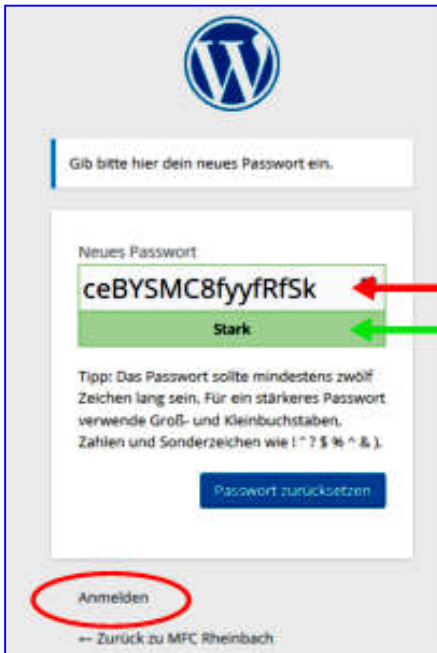 Gib bitte hier dein neues Passwort ein.
Neues Passwort
ceBYSMC8fyyfRfSk
Stark
Tipp: Das Passwort sollte mindestens zwölf
Zeichen lang sein. Für ein stärkeres Passwort
verwende Groß- und Kleinbuchstaben,
Zahlen und Sonderzeichen wie ! " ? $ % ^ & ).
Passwort zurücksetzen
Anmelden
← Zurück zu MFC Rheinbach